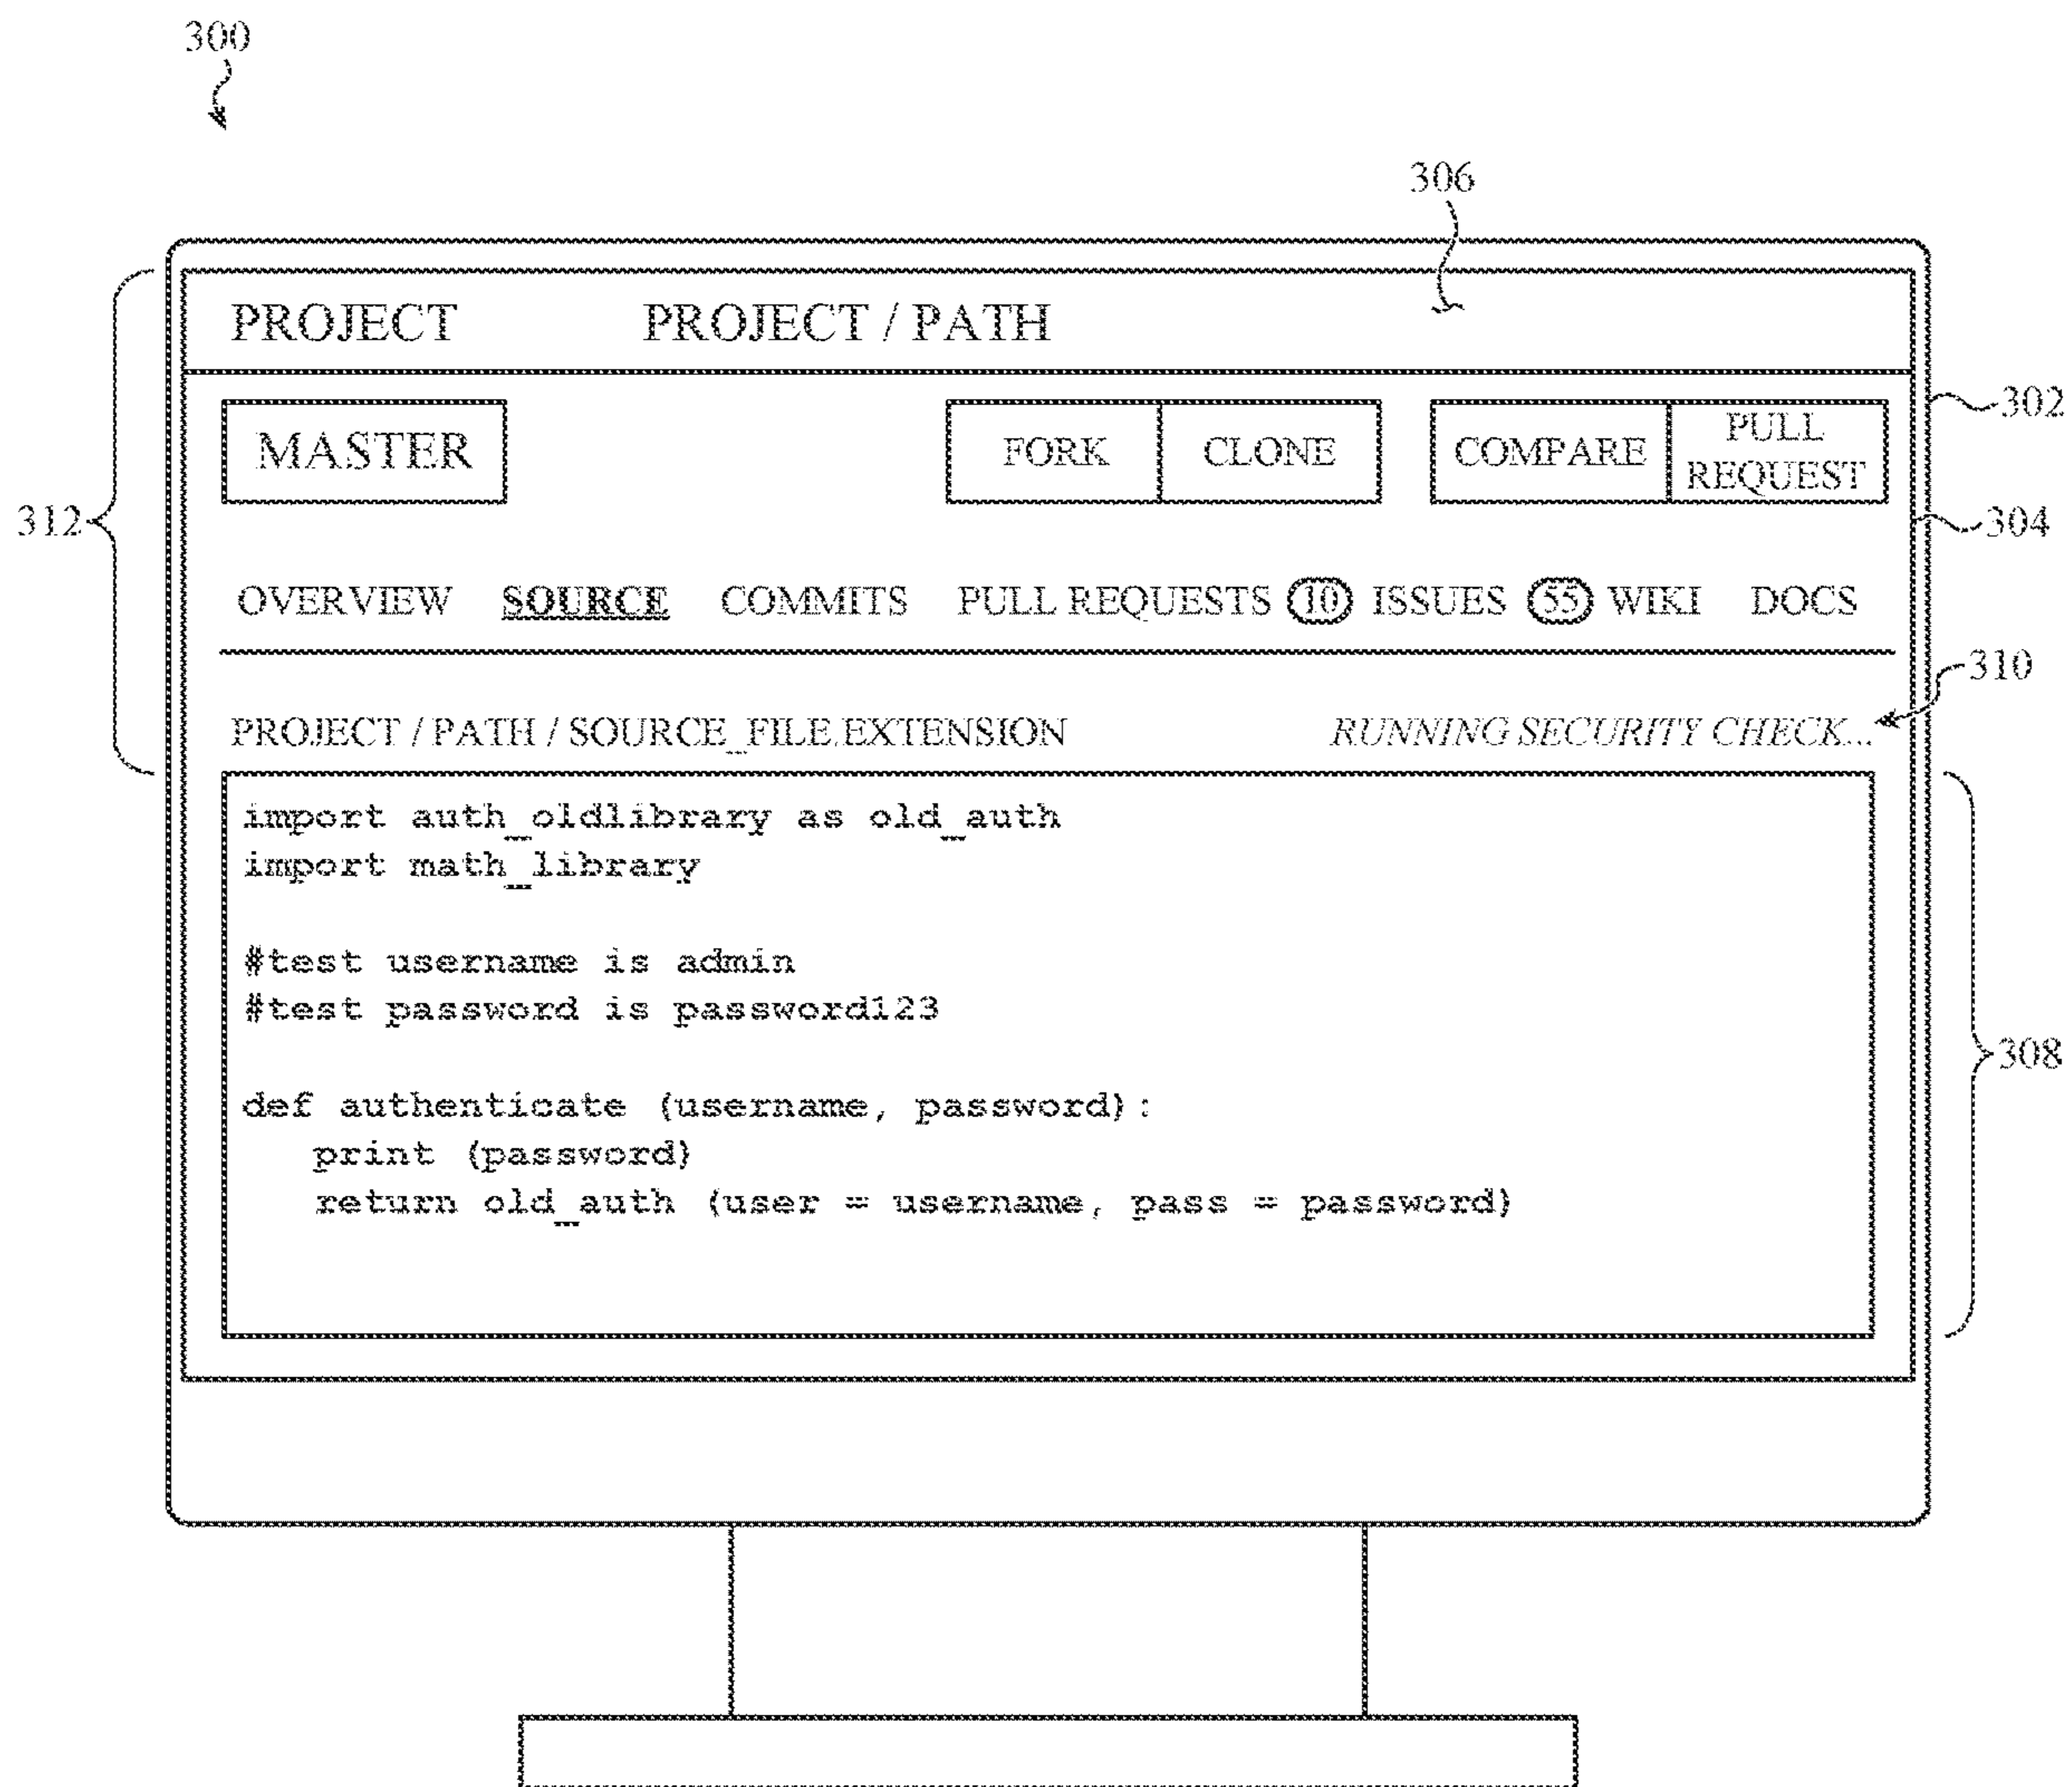 300
306
PROJECT PROJECT / PATH
302
MASTER FORK CLONE COMPARE PULL REQUEST
312
304
OVERVIEW SOURCE COMMITS PULL REQUESTS 10 ISSUES 55 WIKI DOCS
310
PROJECT / PATH / SOURCE_FILE.EXTENSION RUNNING SECURITY CHECK...
import auth_oldlibrary as old_auth
import math_library
#test username is admin
#test password is password123
308
def authenticate (username, password):
print (password)
return old_auth (user = username, pass = password)